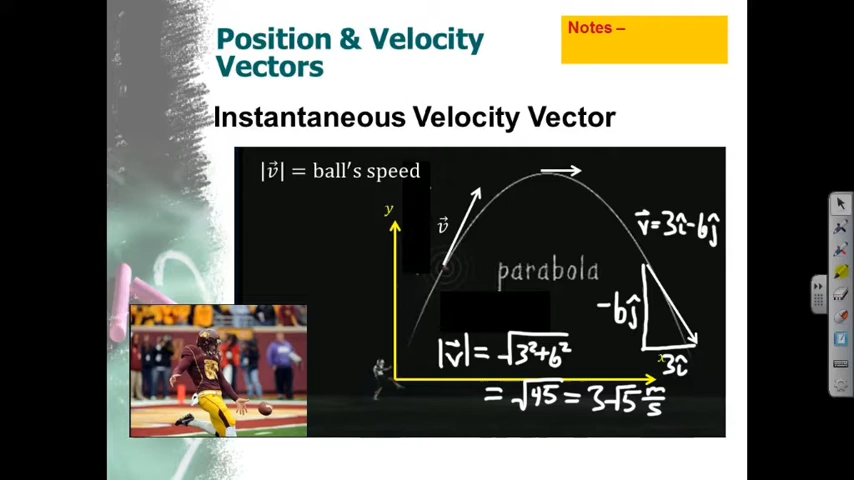 Position & Velocity
Vectors
Notes –
Instantaneous Velocity Vector
|v⃗| = ball's speed
y
v⃗
v⃗=3î-6ĵ
parabola
-6ĵ
|v⃗|= √3²+6²
x
3î
= √45 = 3√5 m/s